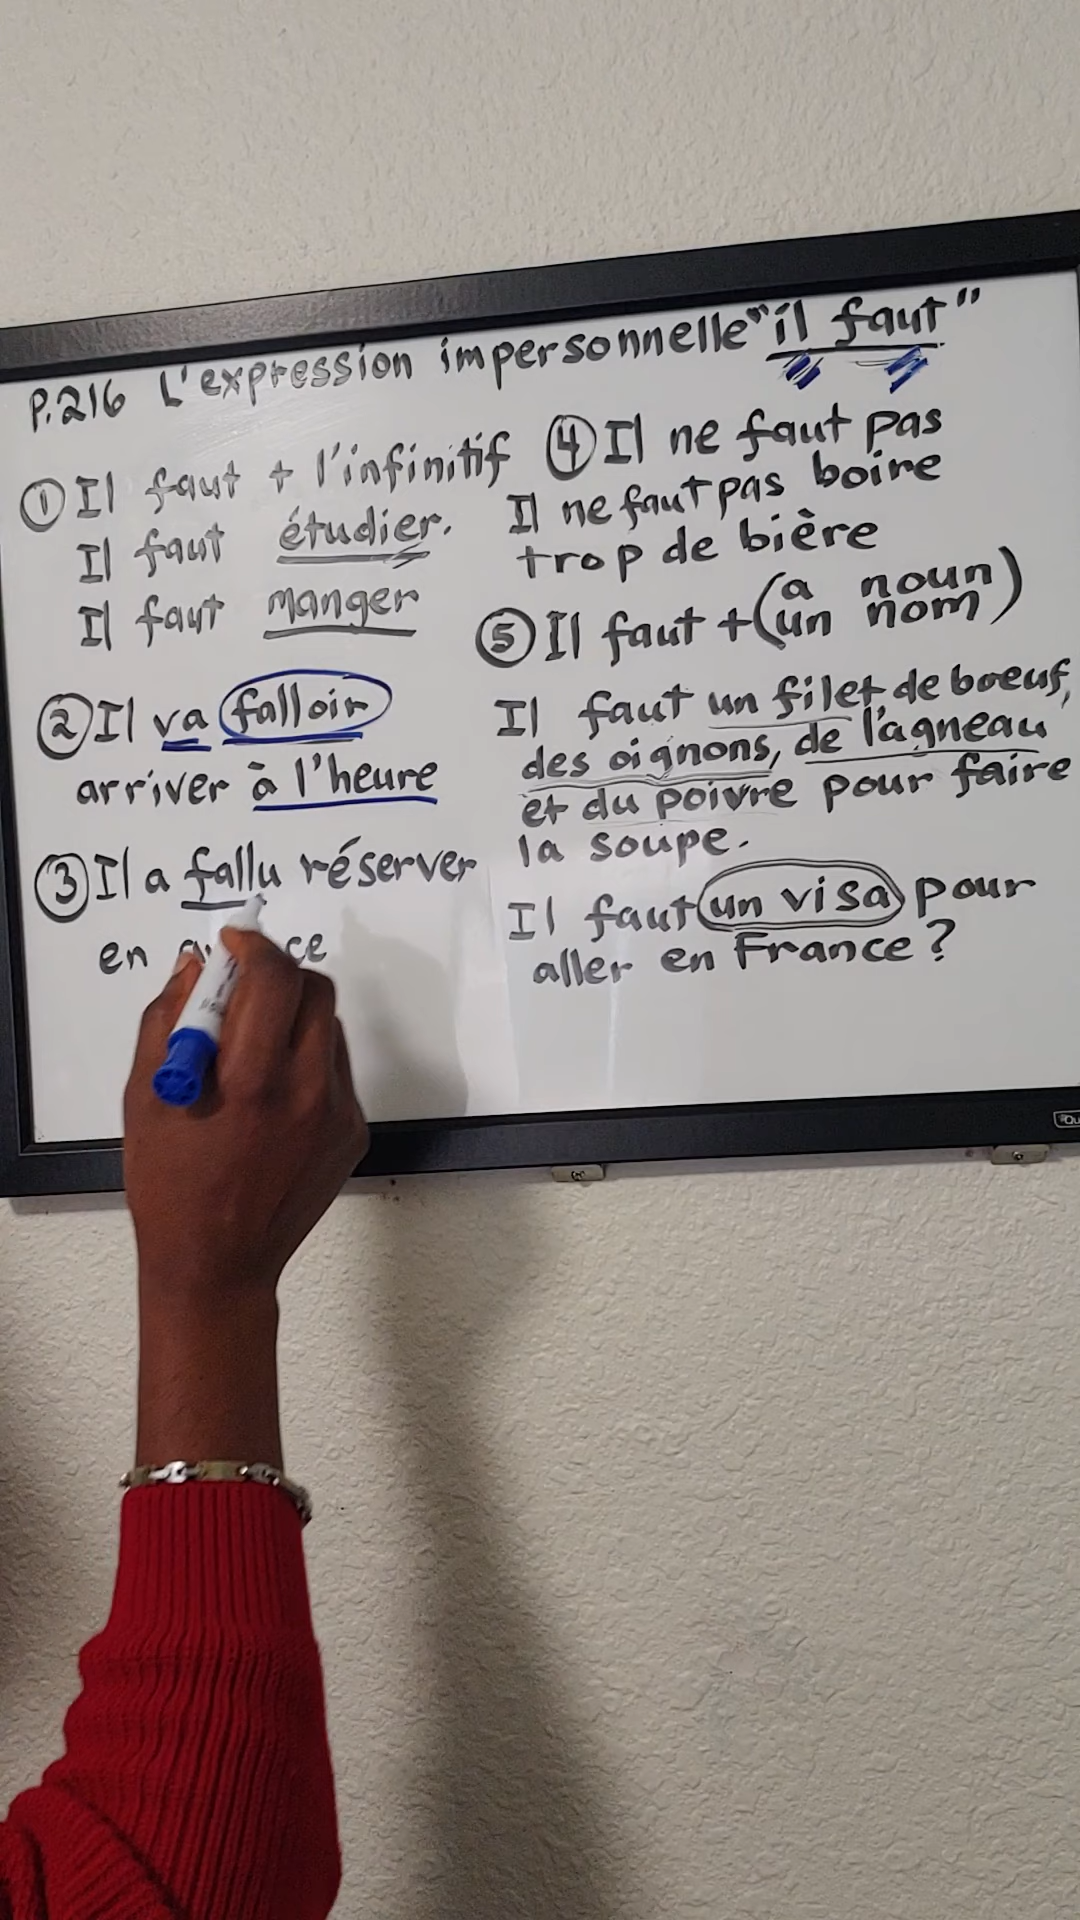 P.216 L'expression impersonnelle "il faut"
① Il faut + l'infinitif
Il faut étudier.
Il faut manger
② Il va falloir
arriver à l'heure
③ Il a fallu réserver
en
④ Il ne faut pas
Il ne faut pas boire
trop de bière
⑤ Il faut + (a noun
un nom)
Il faut un filet de boeuf,
des oignons, de l'agneau
et du poivre pour faire
la soupe.
Il faut un visa pour
aller en France?